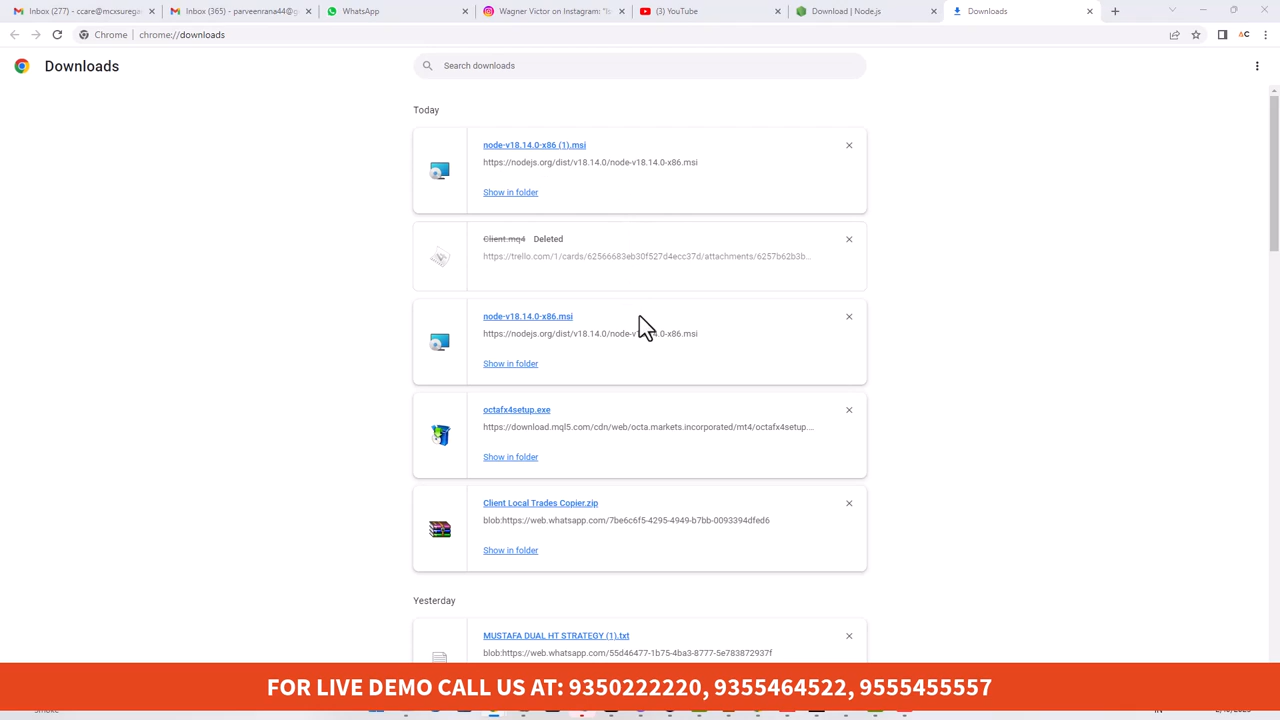 Inbox (277) - care@mcxsuregai
Inbox (365) - parveenrana44@g
WhatsApp
Wagner Victor on Instagram: "Is
(3) YouTube
Download | Node.js
Downloads
Chrome | chrome://downloads
Downloads
Search downloads
Today
node-v18.14.0-x86 (1).msi
https://nodejs.org/dist/v18.14.0/node-v18.14.0-x86.msi
Show in folder
Client.mq4 Deleted
https://trello.com/1/cards/62566683eb30f527d4ecc37d/attachments/6257b62b3b...
node-v18.14.0-x86.msi
https://nodejs.org/dist/v18.14.0/node-v18.14.0-x86.msi
Show in folder
octafx4setup.exe
https://download.mql5.com/cdn/web/octa.markets.incorporated/mt4/octafx4setup....
Show in folder
Client Local Trades Copier.zip
blob:https://web.whatsapp.com/7be6c6f5-4295-4949-b7bb-0093394dfed6
Show in folder
Yesterday
MUSTAFA DUAL HT STRATEGY (1).txt
blob:https://web.whatsapp.com/55d46477-1b75-4ba3-8777-5e783872937f
FOR LIVE DEMO CALL US AT: 9350222220, 9355464522, 9555455557